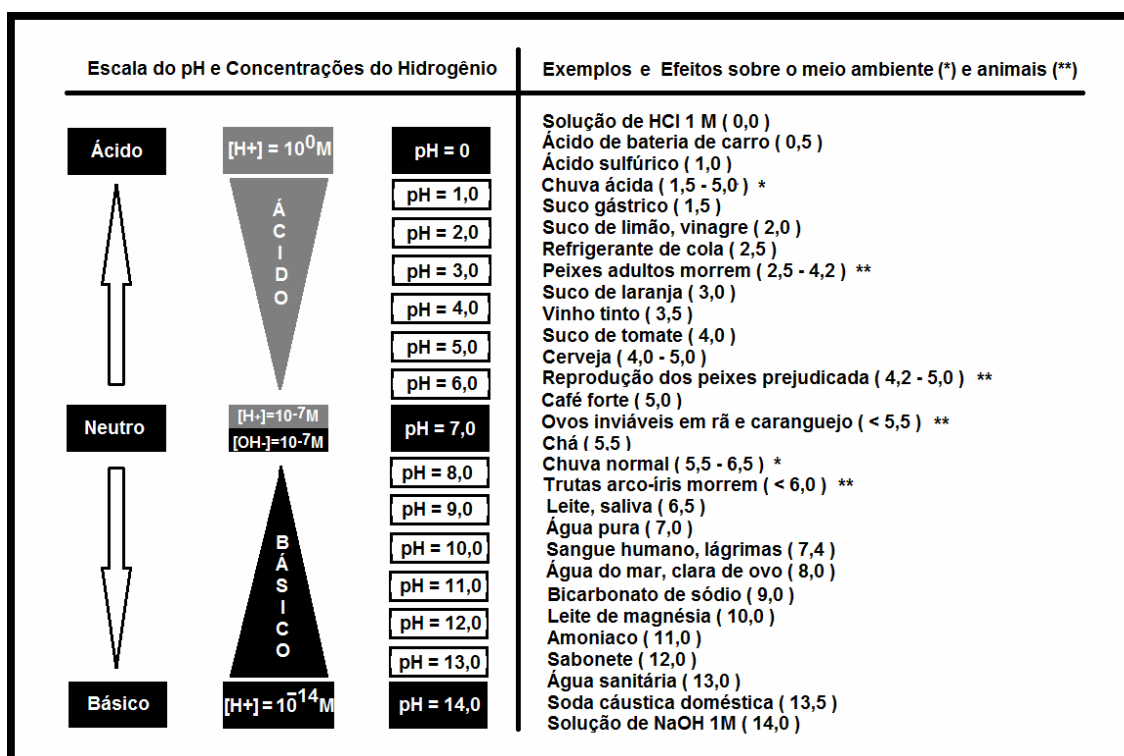 Escala do pH e Concentrações do Hidrogênio
Ácido
Neutro
Básico
[H+] = 10⁰M
ÁCIDO
[H+]=10-7M
[OH-]=10-7M
BÁSICO
[H+] = 10⁻¹⁴M
pH = 0
pH = 1,0
pH = 2,0
pH = 3,0
pH = 4,0
pH = 5,0
pH = 6,0
pH = 7,0
pH = 8,0
pH = 9,0
pH = 10,0
pH = 11,0
pH = 12,0
pH = 13,0
pH = 14,0
Exemplos e Efeitos sobre o meio ambiente (*) e animais (**)
Solução de HCl 1 M ( 0,0 )
Ácido de bateria de carro ( 0,5 )
Ácido sulfúrico ( 1,0 )
Chuva ácida ( 1,5 - 5,0 ) *
Suco gástrico ( 1,5 )
Suco de limão, vinagre ( 2,0 )
Refrigerante de cola ( 2,5 )
Peixes adultos morrem ( 2,5 - 4,2 ) **
Suco de laranja ( 3,0 )
Vinho tinto ( 3,5 )
Suco de tomate ( 4,0 )
Cerveja ( 4,0 - 5,0 )
Reprodução dos peixes prejudicada ( 4,2 - 5,0 ) **
Café forte ( 5,0 )
Ovos inviáveis em rã e caranguejo ( < 5,5 ) **
Chá ( 5,5 )
Chuva normal ( 5,5 - 6,5 ) *
Trutas arco-íris morrem ( < 6,0 ) **
Leite, saliva ( 6,5 )
Água pura ( 7,0 )
Sangue humano, lágrimas ( 7,4 )
Água do mar, clara de ovo ( 8,0 )
Bicarbonato de sódio ( 9,0 )
Leite de magnésia ( 10,0 )
Amoniaco ( 11,0 )
Sabonete ( 12,0 )
Água sanitária ( 13,0 )
Soda cáustica doméstica ( 13,5 )
Solução de NaOH 1M ( 14,0 )